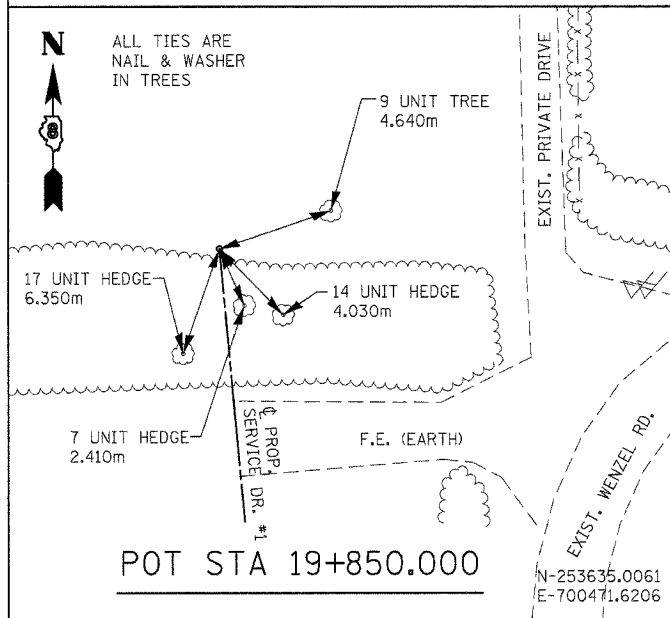 N
ALL TIES ARE
NAIL & WASHER
IN TREES
8
9 UNIT TREE
4.640m
EXIST. PRIVATE DRIVE
17 UNIT HEDGE
6.350m
14 UNIT HEDGE
4.030m
7 UNIT HEDGE
2.410m
℄ PROP.
SERVICE DR. #1
F.E. (EARTH)
EXIST. WENZEL RD.
POT STA 19+850.000
N-253635.0061
E-700471.6206